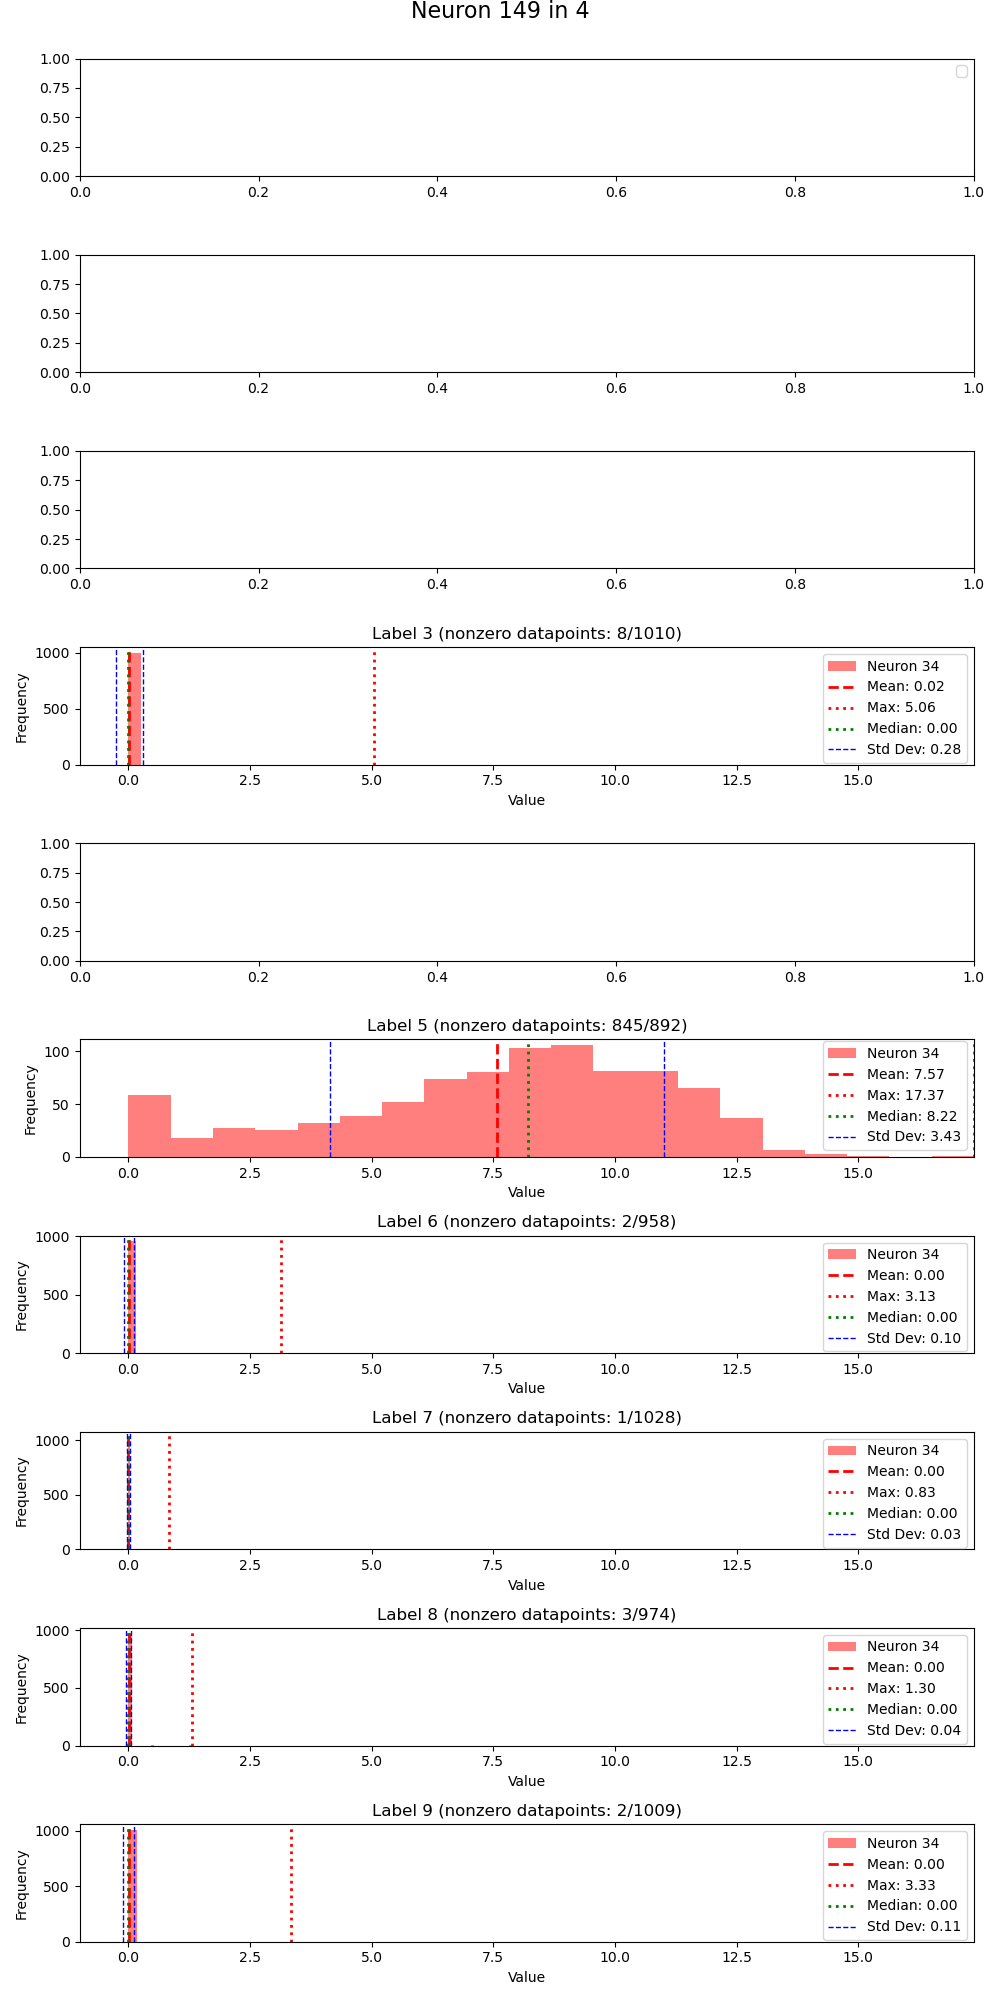 Neuron 149 in 4
1.00
0.75
0.50
0.25
0.00
0.0 0.2 0.4 0.6 0.8 1.0
1.00
0.75
0.50
0.25
0.00
0.0 0.2 0.4 0.6 0.8 1.0
1.00
0.75
0.50
0.25
0.00
0.0 0.2 0.4 0.6 0.8 1.0
Label 3 (nonzero datapoints: 8/1010)
Frequency
1000
500
0
Neuron 34
Mean: 0.02
Max: 5.06
Median: 0.00
Std Dev: 0.28
0.0 2.5 5.0 7.5 10.0 12.5 15.0
Value
1.00
0.75
0.50
0.25
0.00
0.0 0.2 0.4 0.6 0.8 1.0
Label 5 (nonzero datapoints: 845/892)
Frequency
100
50
0
Neuron 34
Mean: 7.57
Max: 17.37
Median: 8.22
Std Dev: 3.43
0.0 2.5 5.0 7.5 10.0 12.5 15.0
Value
Label 6 (nonzero datapoints: 2/958)
Frequency
1000
500
0
Neuron 34
Mean: 0.00
Max: 3.13
Median: 0.00
Std Dev: 0.10
0.0 2.5 5.0 7.5 10.0 12.5 15.0
Value
Label 7 (nonzero datapoints: 1/1028)
Frequency
1000
500
0
Neuron 34
Mean: 0.00
Max: 0.83
Median: 0.00
Std Dev: 0.03
0.0 2.5 5.0 7.5 10.0 12.5 15.0
Value
Label 8 (nonzero datapoints: 3/974)
Frequency
1000
500
0
Neuron 34
Mean: 0.00
Max: 1.30
Median: 0.00
Std Dev: 0.04
0.0 2.5 5.0 7.5 10.0 12.5 15.0
Value
Label 9 (nonzero datapoints: 2/1009)
Frequency
1000
500
0
Neuron 34
Mean: 0.00
Max: 3.33
Median: 0.00
Std Dev: 0.11
0.0 2.5 5.0 7.5 10.0 12.5 15.0
Value